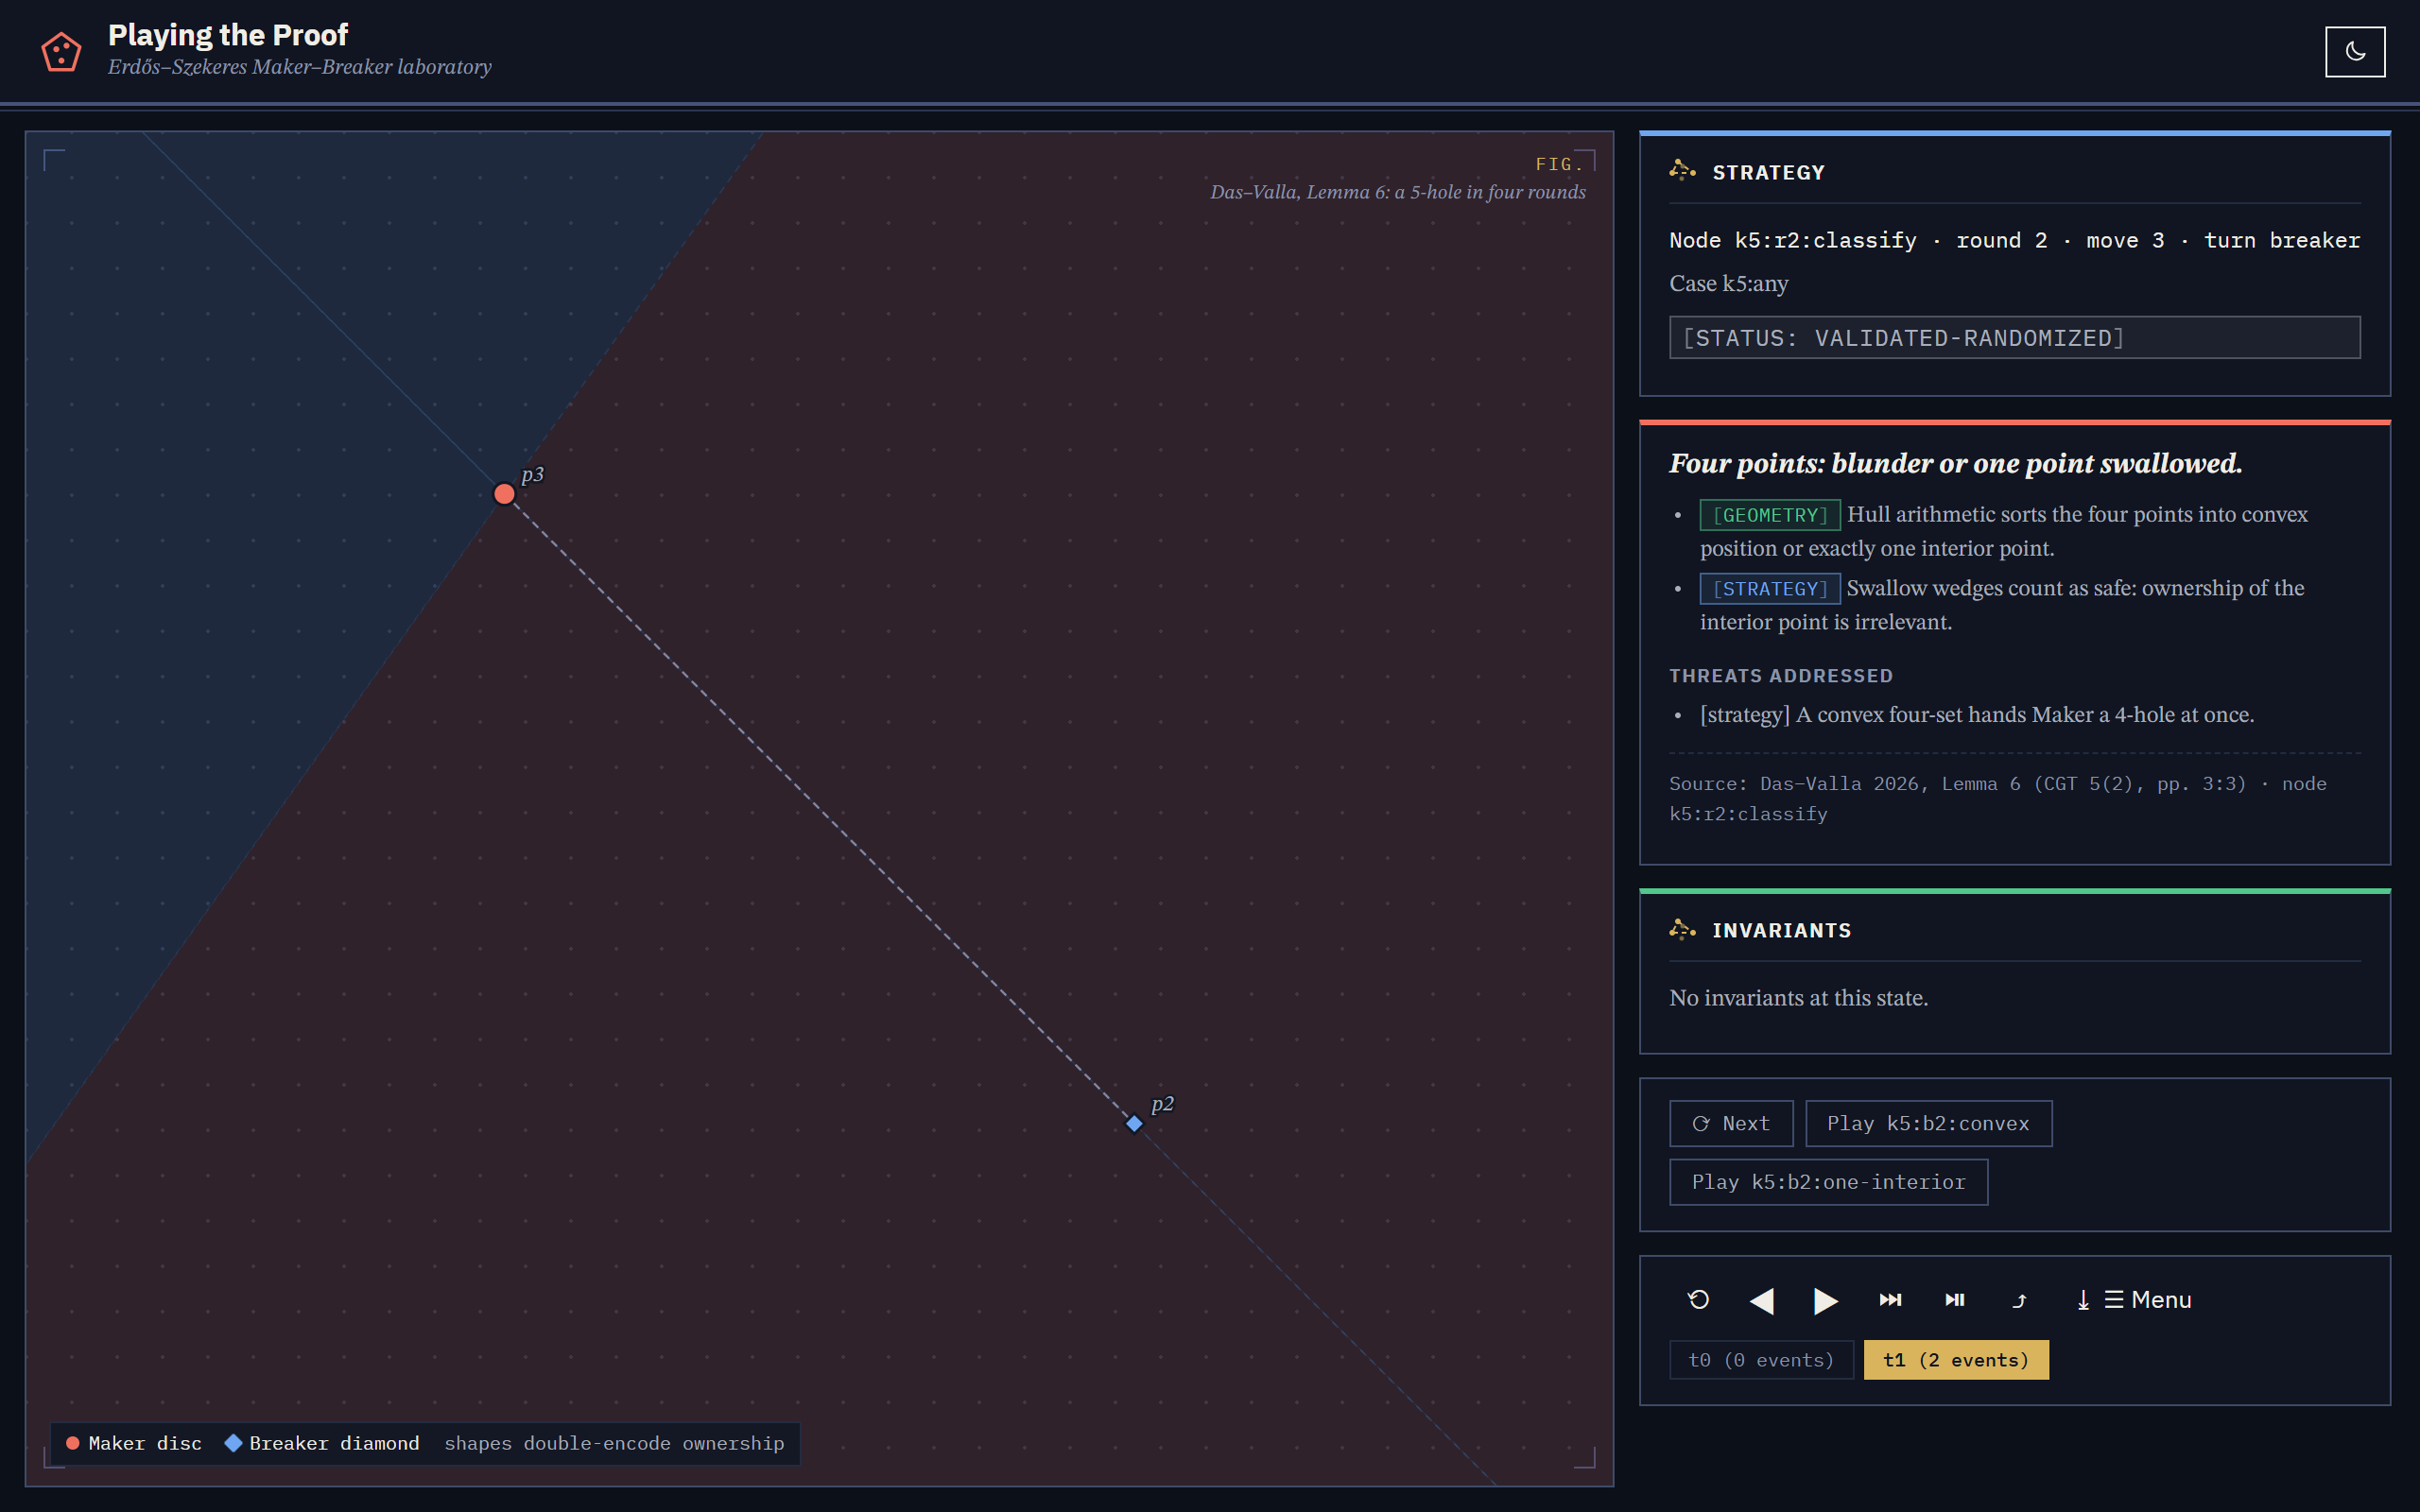 Playing the Proof
Erdős–Szekeres Maker–Breaker laboratory
FIG.
Das–Valla, Lemma 6: a 5-hole in four rounds
p3
p2
Maker disc Breaker diamond shapes double-encode ownership
STRATEGY
Node k5:r2:classify · round 2 · move 3 · turn breaker
Case k5:any
[STATUS: VALIDATED-RANDOMIZED]
Four points: blunder or one point swallowed.
• [GEOMETRY] Hull arithmetic sorts the four points into convex
position or exactly one interior point.
• [STRATEGY] Swallow wedges count as safe: ownership of the
interior point is irrelevant.
THREATS ADDRESSED
• [strategy] A convex four-set hands Maker a 4-hole at once.
Source: Das–Valla 2026, Lemma 6 (CGT 5(2), pp. 3:3) · node
k5:r2:classify
INVARIANTS
No invariants at this state.
⟳ Next Play k5:b2:convex
Play k5:b2:one-interior
☰ Menu
t0 (0 events) t1 (2 events)